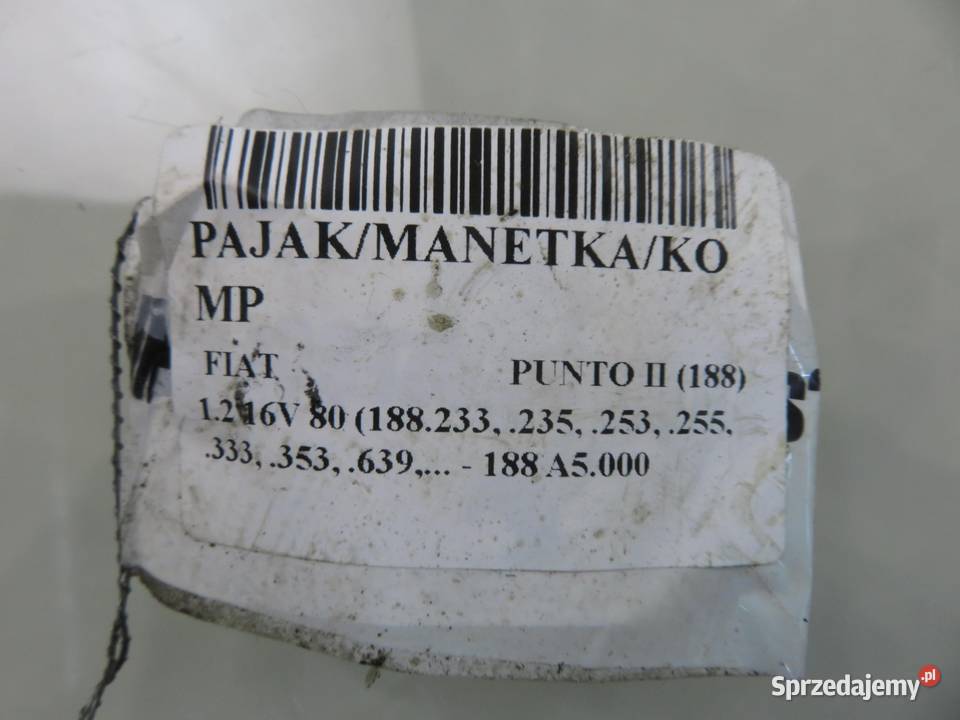 PAJAK/MANETKA/KO
MP
FIAT PUNTO II (188)
1.2 16V 80 (188.233, .235, .253, .255,
.333, .353, .639,... - 188 A5.000
Sprzedajemy.pl